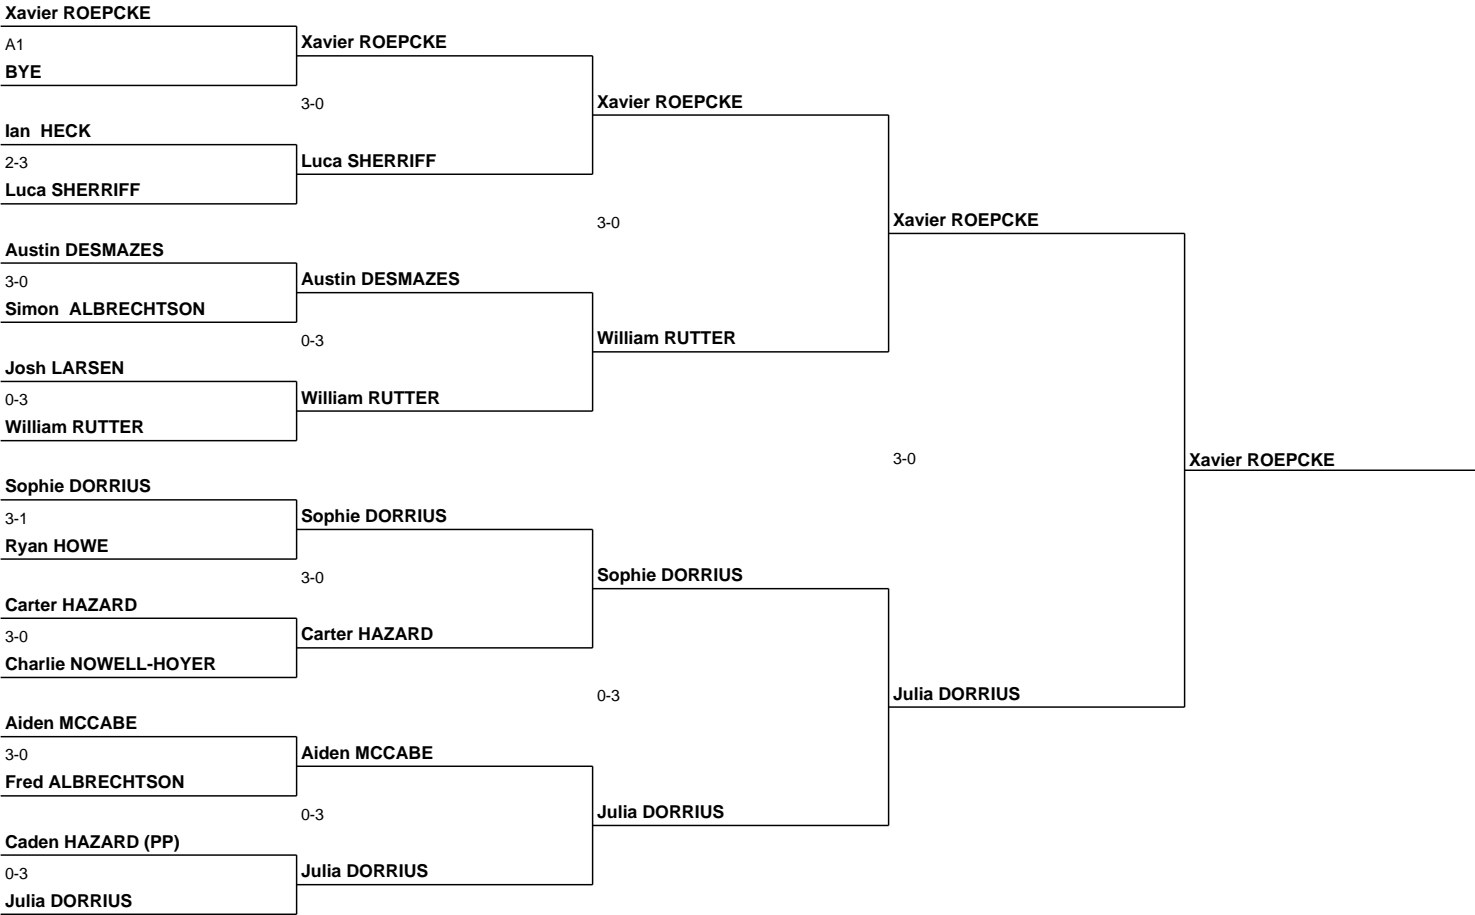 Xavier ROEPCKE
A1
BYE
Ian  HECK
2-3
Luca SHERRIFF
Austin DESMAZES
3-0
Simon  ALBRECHTSON
Josh LARSEN
0-3
William RUTTER
Sophie DORRIUS
3-1
Ryan HOWE
Carter HAZARD
3-0
Charlie NOWELL-HOYER
Aiden MCCABE
3-0
Fred ALBRECHTSON
Caden HAZARD (PP)
0-3
Julia DORRIUS
Xavier ROEPCKE
3-0
Luca SHERRIFF
Austin DESMAZES
0-3
William RUTTER
Sophie DORRIUS
3-0
Carter HAZARD
Aiden MCCABE
0-3
Julia DORRIUS
Xavier ROEPCKE
3-0
William RUTTER
Sophie DORRIUS
0-3
Julia DORRIUS
Xavier ROEPCKE
3-0
Julia DORRIUS
Xavier ROEPCKE